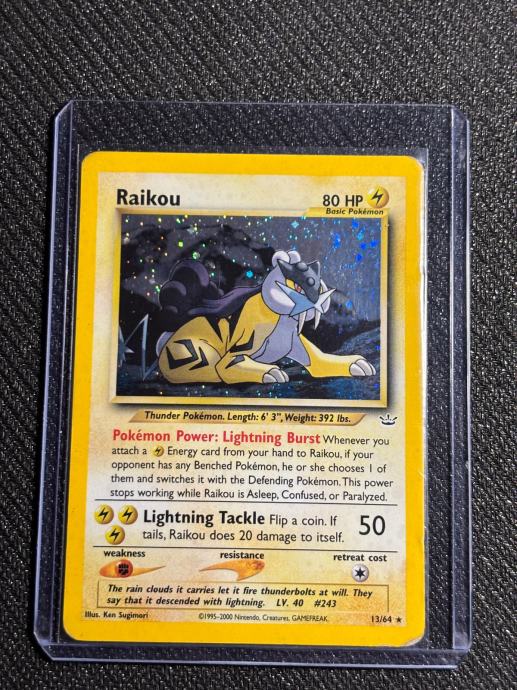 Raikou 80 HP
Basic Pokémon
Thunder Pokémon. Length: 6' 3", Weight: 392 lbs.
Pokémon Power: Lightning Burst Whenever you
attach a Energy card from your hand to Raikou, if your
opponent has any Benched Pokémon, he or she chooses 1 of
them and switches it with the Defending Pokémon. This power
stops working while Raikou is Asleep, Confused, or Paralyzed.
Lightning Tackle Flip a coin. If
tails, Raikou does 20 damage to itself. 50
weakness resistance retreat cost
The rain clouds it carries let it fire thunderbolts at will. They
say that it descended with lightning. LV. 40 #243
Illus. Ken Sugimori ©1995-2000 Nintendo, Creatures, GAMEFREAK. 13/64 ★